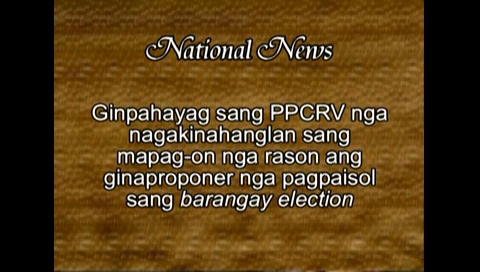 National News
Ginpahayag sang PPCRV nga
nagakinahanglan sang
mapag-on nga rason ang
ginaproponer nga pagpaisol
sang barangay election